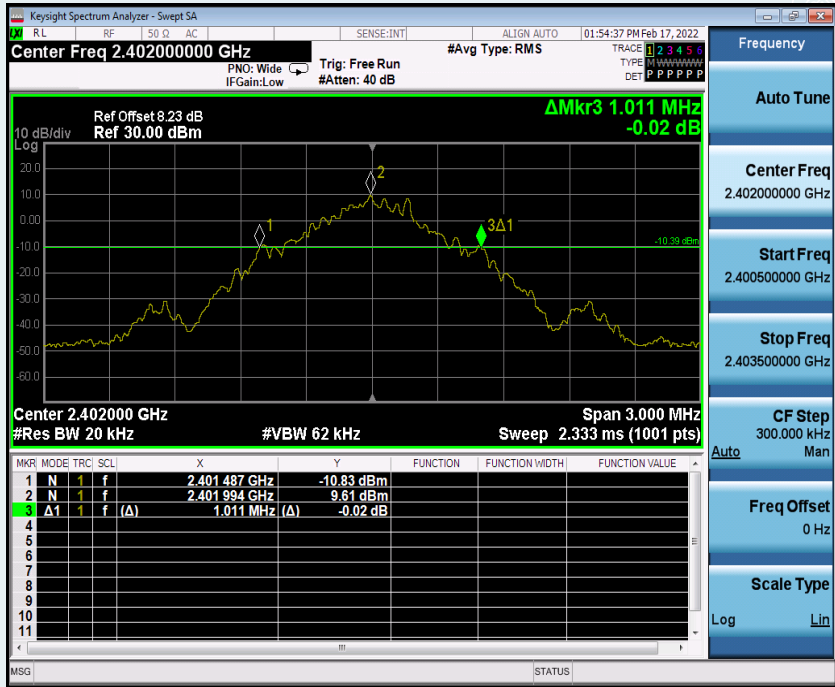 Keysight Spectrum Analyzer - Swept SA
LXI RL RF 50 Ω AC SENSE:INT ALIGN AUTO 01:54:37 PM Feb 17, 2022
Center Freq 2.402000000 GHz
#Avg Type: RMS
TRACE 1 2 3 4 5 6
PNO: Wide
Trig: Free Run
TYPE M WWWWW
IFGain:Low
#Atten: 40 dB
DET P P P P P P
ΔMkr3 1.011 MHz
-0.02 dB
Ref Offset 8.23 dB
10 dB/div
Ref 30.00 dBm
Log
20.0
10.0
0.00
-10.0
-20.0
-30.0
-40.0
-50.0
-60.0
1
2
3Δ1
-10.39 dBm
Center 2.402000 GHz
Span 3.000 MHz
#Res BW 20 kHz
#VBW 62 kHz
Sweep 2.333 ms (1001 pts)
MKR MODE TRC SCL X Y FUNCTION FUNCTION WIDTH FUNCTION VALUE
1 N 1 f 2.401 487 GHz -10.83 dBm
2 N 1 f 2.401 994 GHz 9.61 dBm
3 Δ1 1 f (Δ) 1.011 MHz (Δ) -0.02 dB
4
5
6
7
8
9
10
11
MSG
STATUS
Frequency
Auto Tune
Center Freq
2.402000000 GHz
Start Freq
2.400500000 GHz
Stop Freq
2.403500000 GHz
CF Step
300.000 kHz
Auto Man
Freq Offset
0 Hz
Scale Type
Log Lin